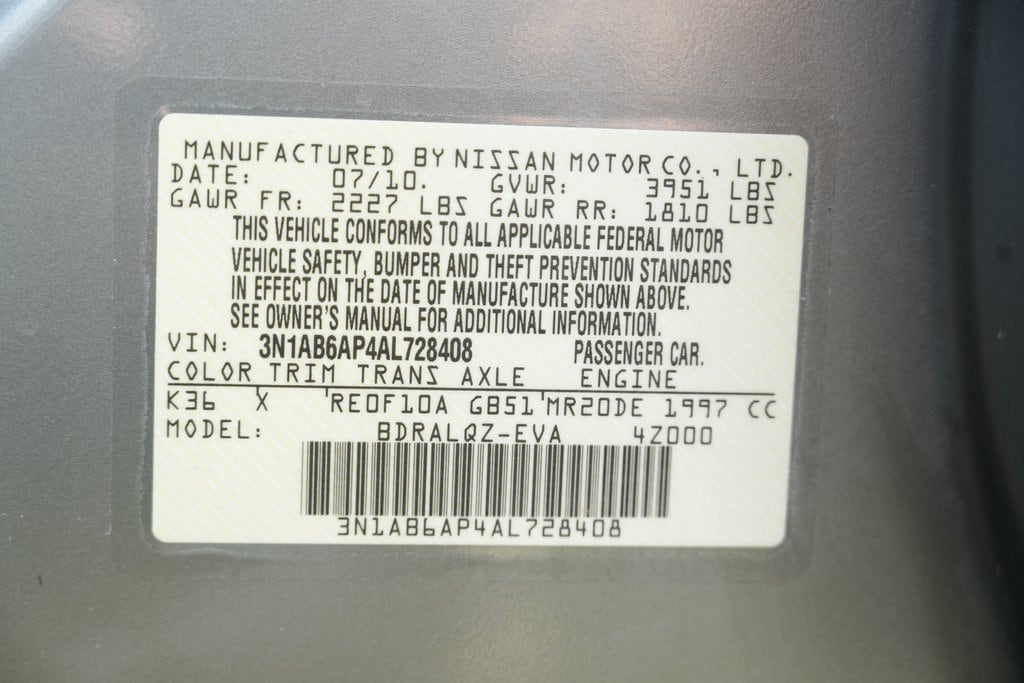 MANUFACTURED BY NISSAN MOTOR CO., LTD.
DATE: 07/10. GVWR: 3951 LBS
GAWR FR: 2227 LBS GAWR RR: 1810 LBS
THIS VEHICLE CONFORMS TO ALL APPLICABLE FEDERAL MOTOR
VEHICLE SAFETY, BUMPER AND THEFT PREVENTION STANDARDS
IN EFFECT ON THE DATE OF MANUFACTURE SHOWN ABOVE.
SEE OWNER'S MANUAL FOR ADDITIONAL INFORMATION.
VIN: 3N1AB6AP4AL728408 PASSENGER CAR.
COLOR TRIM TRANS AXLE ENGINE
K36 X RE0F10A GB51 MR20DE 1997 CC
MODEL: BDRALQZ-EVA 4Z000
3N1AB6AP4AL728408